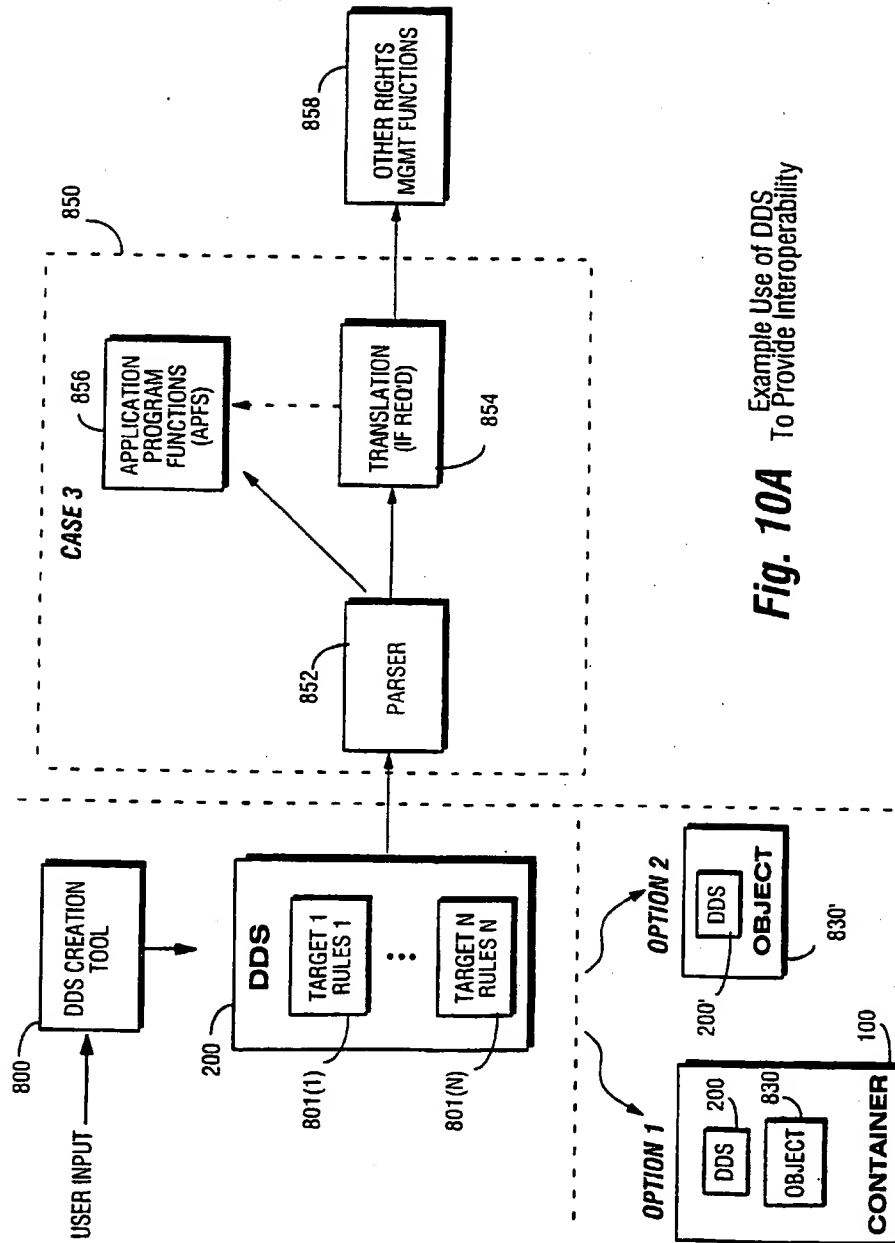 USER INPUT
800
DDS CREATION
TOOL
200
DDS
TARGET 1
RULES 1
801(1)
TARGET N
RULES N
801(N)
850
CASE 3
852
PARSER
856
APPLICATION
PROGRAM
FUNCTIONS
(APFS)
TRANSLATION
(IF REQ'D)
854
858
OTHER RIGHTS
MGMT FUNCTIONS
OPTION 1
DDS
200
OBJECT
830
CONTAINER
100
OPTION 2
DDS
200'
OBJECT
830'
Fig. 10A
Example Use of DDS
To Provide Interoperability